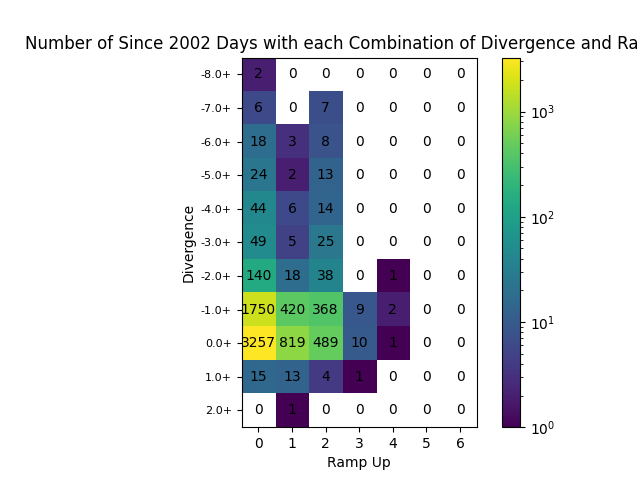 Number of Since 2002 Days with each Combination of Divergence and Ra
-8.0+ 2 0 0 0 0 0 0
-7.0+ 6 0 7 0 0 0 0
-6.0+ 18 3 8 0 0 0 0
-5.0+ 24 2 13 0 0 0 0
-4.0+ 44 6 14 0 0 0 0
-3.0+ 49 5 25 0 0 0 0
-2.0+ 140 18 38 0 1 0 0
-1.0+ 1750 420 368 9 2 0 0
0.0+ 3257 819 489 10 1 0 0
1.0+ 15 13 4 1 0 0 0
2.0+ 0 1 0 0 0 0 0
0 1 2 3 4 5 6
Ramp Up
Divergence
10³
10²
10¹
10⁰